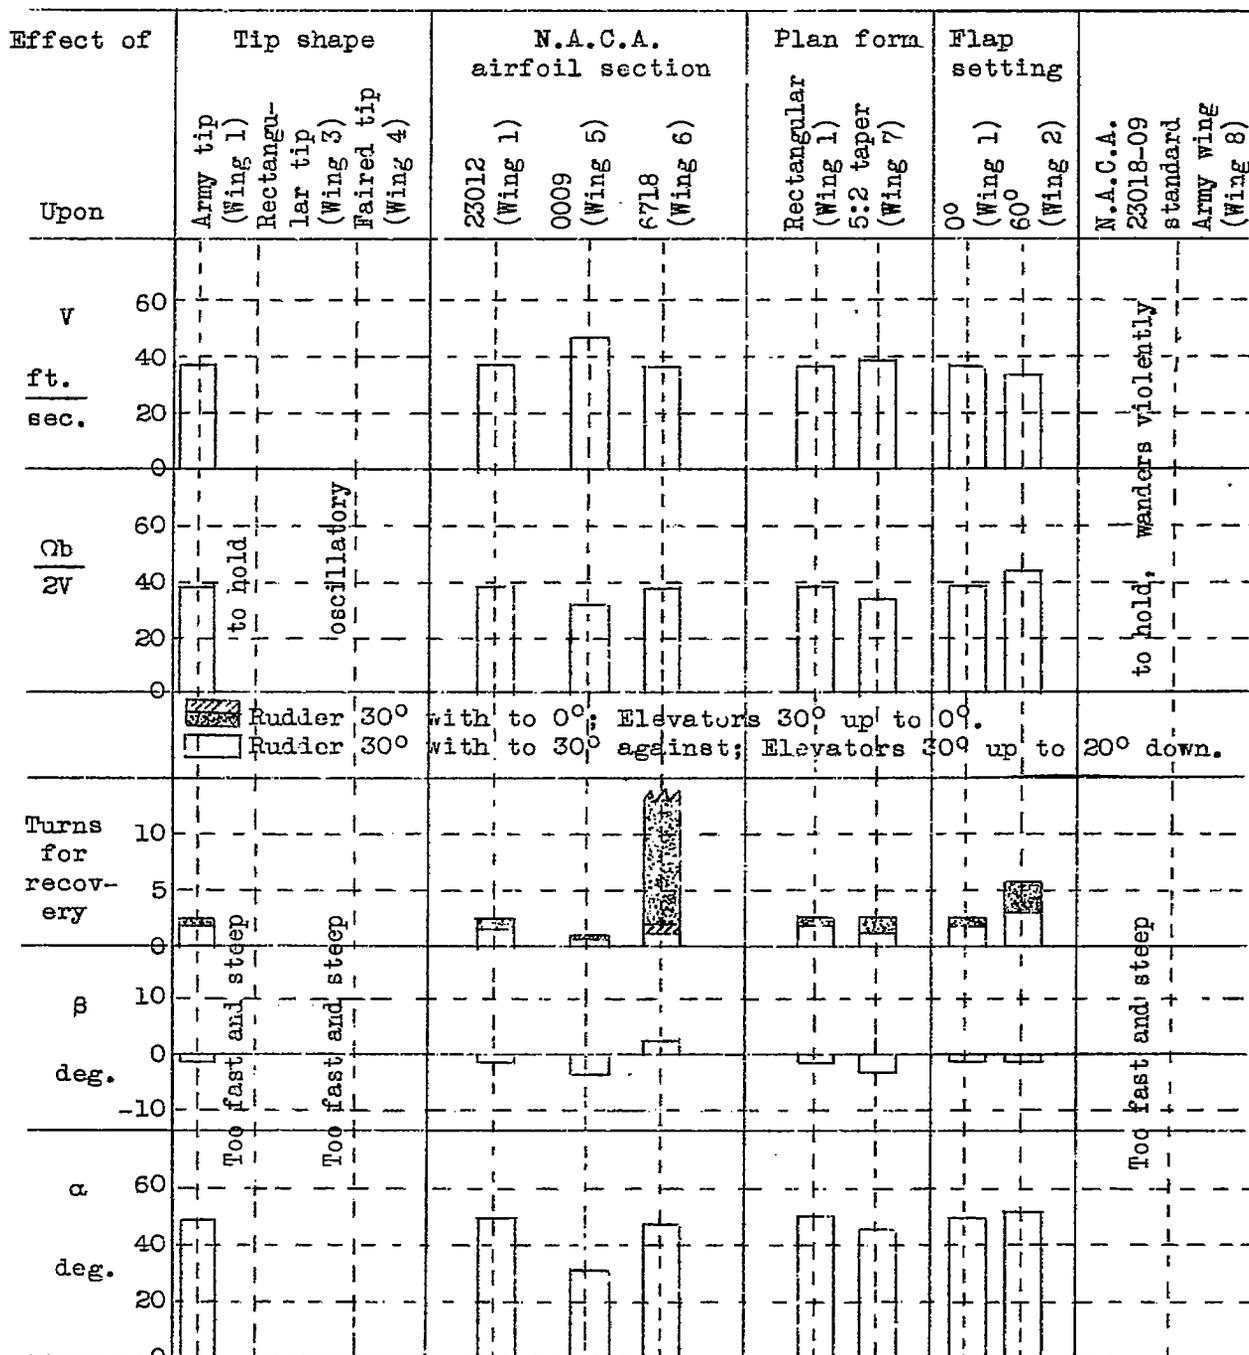 Effect of
Tip shape
N.A.C.A.
airfoil section
Plan form
Flap
setting
Upon
Army tip
(Wing 1)
Rectangu-
lar tip
(Wing 3)
Faired tip
(Wing 4)
23012
(Wing 1)
0009
(Wing 5)
6718
(Wing 6)
Rectangular
(Wing 1)
5:2 taper
(Wing 7)
0°
(Wing 1)
60°
(Wing 2)
N.A.C.A.
23018-09
standard
Army wing
(Wing 8)
V
ft.
sec.
60
40
20
0
Ωb
2V
60
40
20
0
Rudder 30° with to 0°; Elevators 30° up to 0°.
Rudder 30° with to 30° against; Elevators 30° up to 20° down.
Turns
for
recov-
ery
10
5
0
β
deg.
10
0
-10
α
deg.
60
40
20
0
Too fast and steep to hold
Too fast and steep oscillatory
Too fast and steep to hold, wanders violently